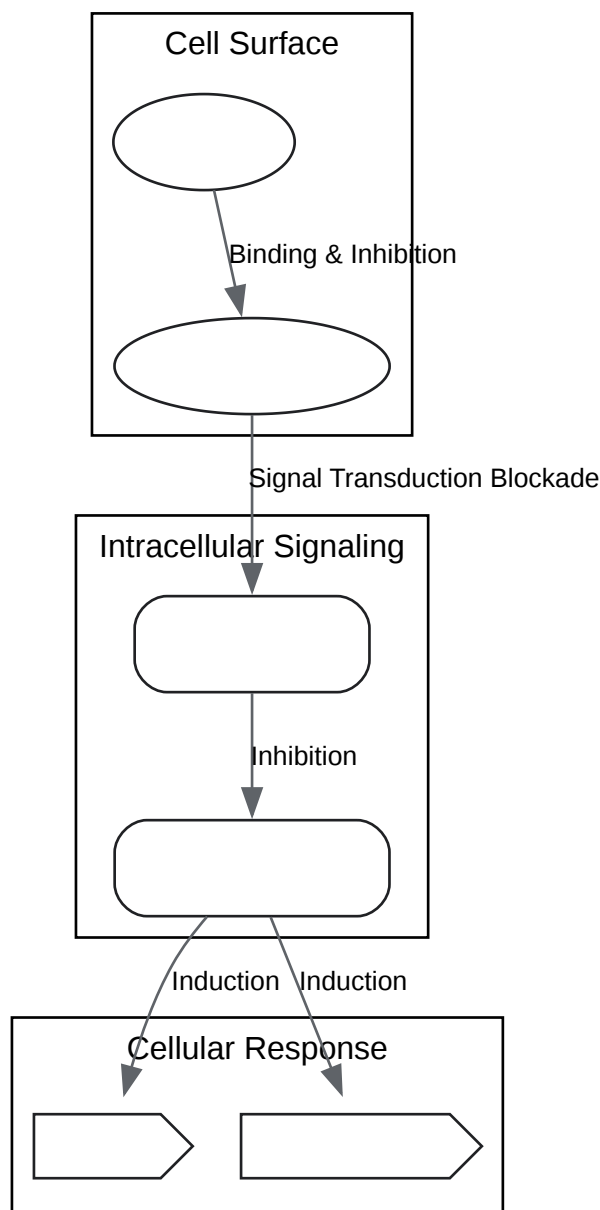 Cell Surface
Binding & Inhibition
Signal Transduction Blockade
Intracellular Signaling
Inhibition
Induction
Induction
Cellular Response